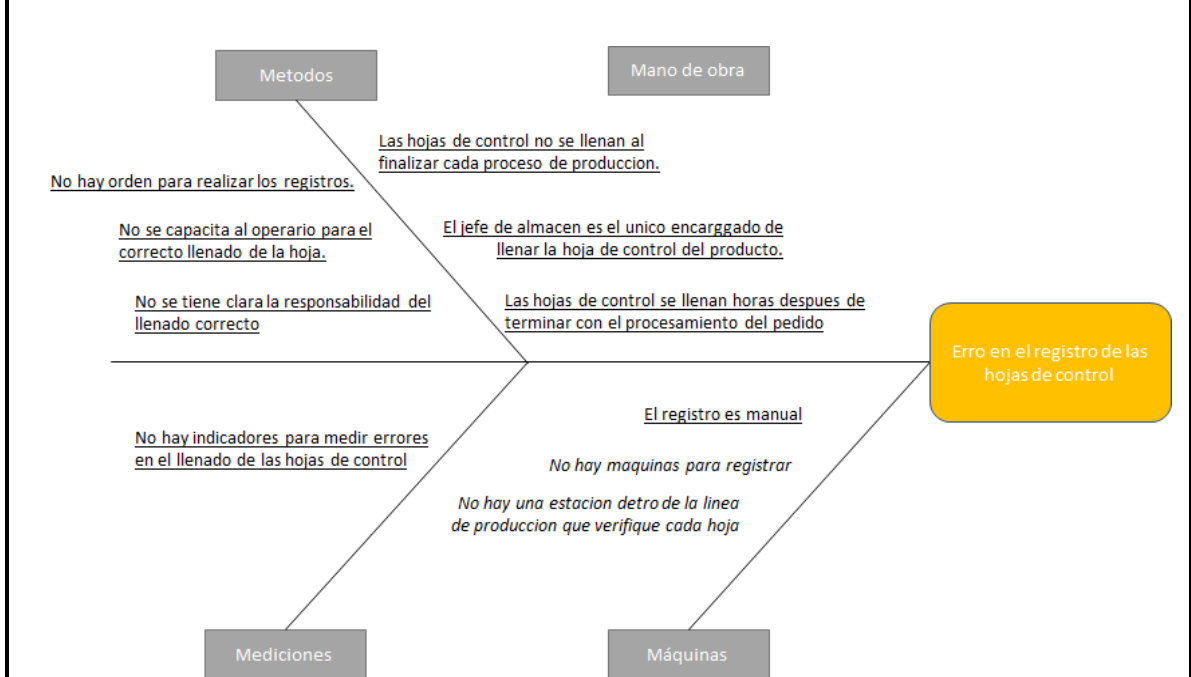 Metodos
Mano de obra
Las hojas de control no se llenan al
finalizar cada proceso de produccion.
No hay orden para realizar los registros.
No se capacita al operario para el
correcto llenado de la hoja.
El jefe de almacen es el unico encarggado de
llenar la hoja de control del producto.
No se tiene clara la responsabilidad del
llenado correcto
Las hojas de control se llenan horas despues de
terminar con el procesamiento del pedido
Erro en el registro de las
hojas de control
No hay indicadores para medir errores
en el llenado de las hojas de control
El registro es manual
No hay maquinas para registrar
No hay una estacion detro de la linea
de produccion que verifique cada hoja
Mediciones
Máquinas